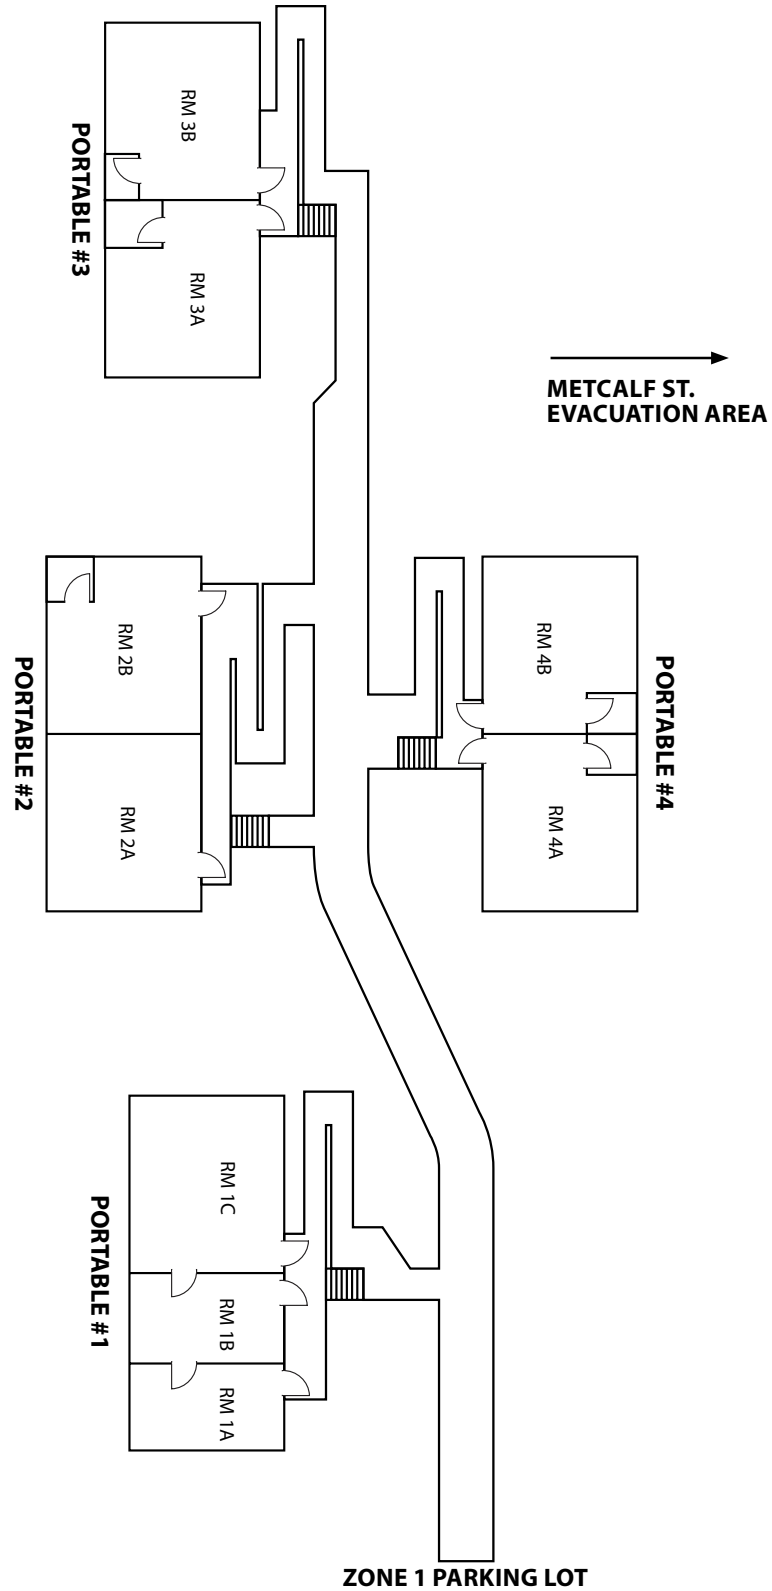 RM 3B
PORTABLE #3
RM 3A
METCALF ST.
EVACUATION AREA
RM 2B
PORTABLE #2
RM 2A
RM 4B
PORTABLE #4
RM 4A
RM 1C
PORTABLE #1
RM 1B
RM 1A
ZONE 1 PARKING LOT